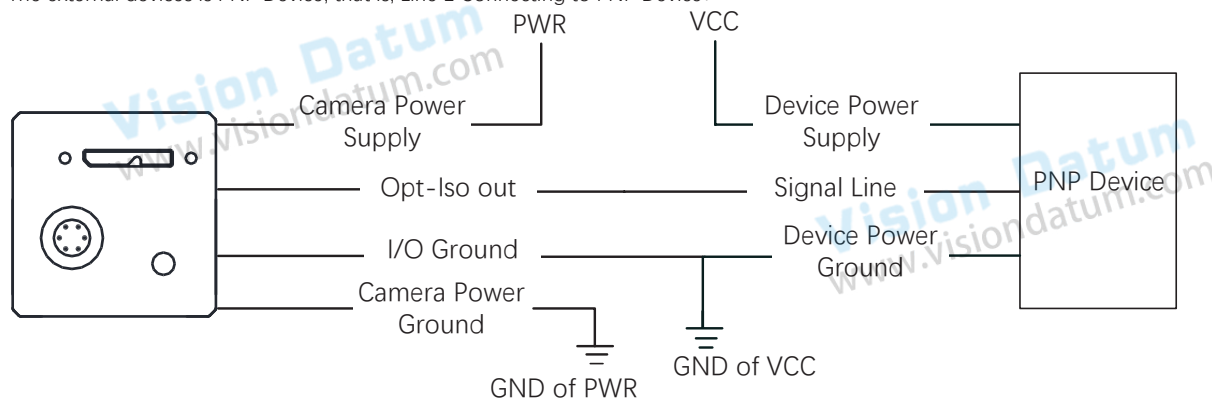 The external devices is PNP Device, that is, Line 2 Connecting to PNP Device:
PWR
VCC
Camera Power
Supply
Device Power
Supply
Opt-Iso out
Signal Line
PNP Device
I/O Ground
Device Power
Ground
Camera Power
Ground
GND of PWR
GND of VCC
Vision Datum
www.visiondatum.com
Vision Datum
www.visiondatum.com